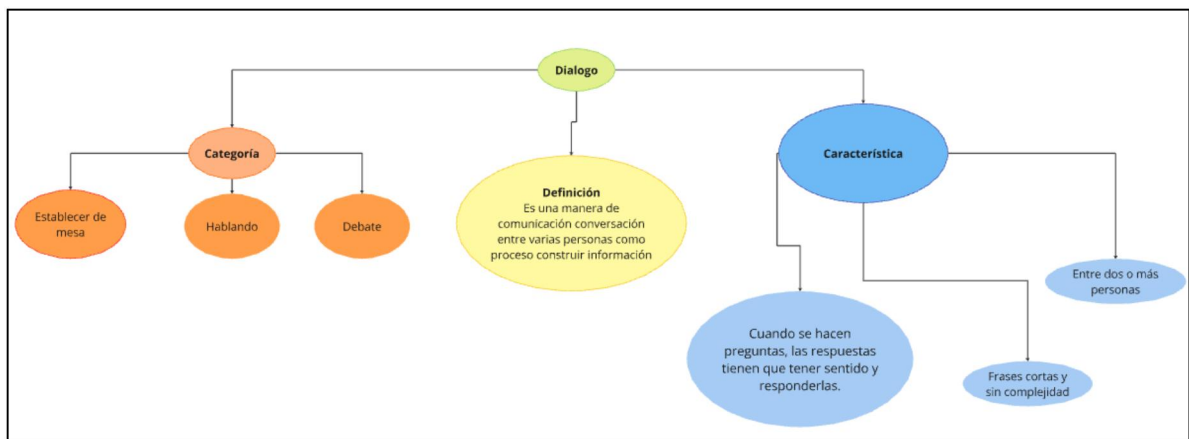 Dialogo
Categoría
Establecer de
mesa
Hablando
Debate
Definición
Es una manera de
comunicación conversación
entre varias personas como
proceso construir información
Característica
Cuando se hacen
preguntas, las respuestas
tienen que tener sentido y
responderlas.
Frases cortas y
sin complejidad
Entre dos o más
personas